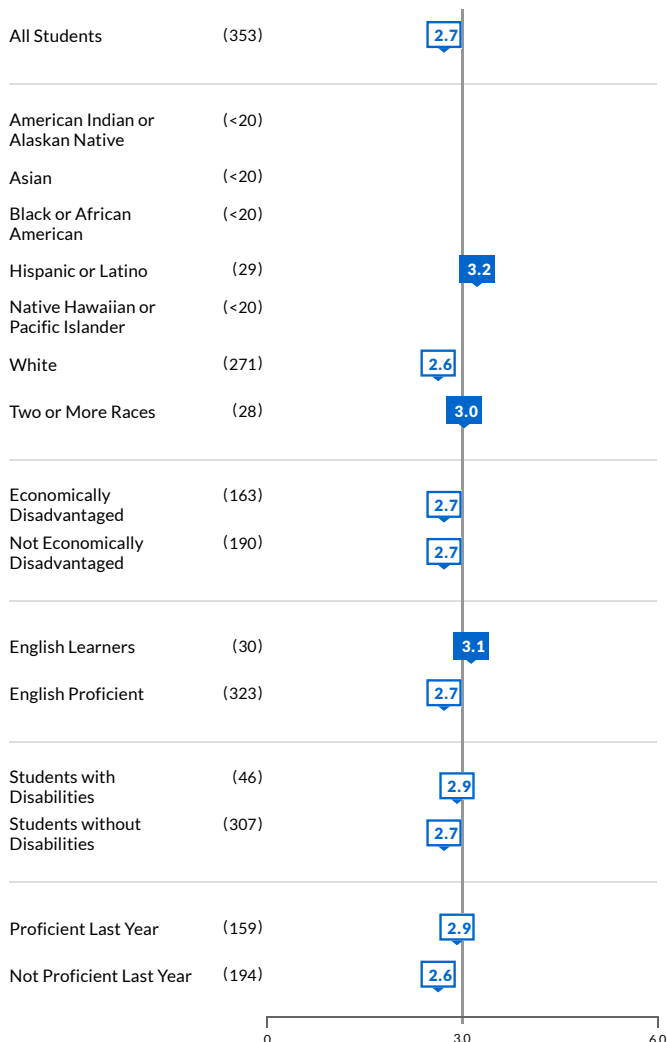 All Students (353) 2.7
American Indian or (<20)
Alaskan Native
Asian (<20)
Black or African (<20)
American
Hispanic or Latino (29) 3.2
Native Hawaiian or (<20)
Pacific Islander
White (271) 2.6
Two or More Races (28) 3.0
Economically (163) 2.7
Disadvantaged
Not Economically (190) 2.7
Disadvantaged
English Learners (30) 3.1
English Proficient (323) 2.7
Students with (46) 2.9
Disabilities
Students without (307) 2.7
Disabilities
Proficient Last Year (159) 2.9
Not Proficient Last Year (194) 2.6
0 3.0 6.0